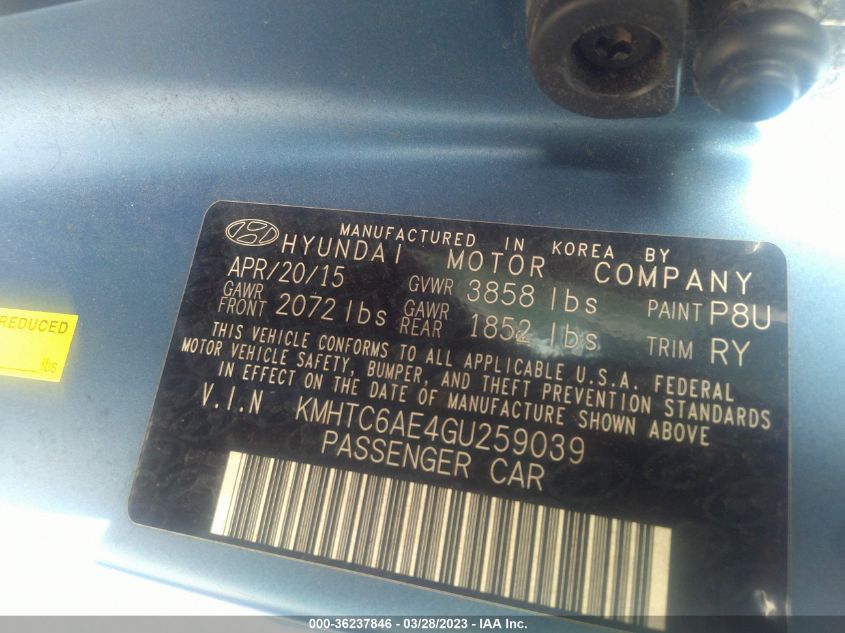 MANUFACTURED IN KOREA BY
HYUNDAI MOTOR COMPANY
APR/20/15 GVWR 3858 lbs PAINT P8U
GAWR FRONT 2072 lbs GAWR REAR 1852 lbs TRIM RY
THIS VEHICLE CONFORMS TO ALL APPLICABLE U.S.A. FEDERAL
MOTOR VEHICLE SAFETY, BUMPER, AND THEFT PREVENTION STANDARDS
IN EFFECT ON THE DATE OF MANUFACTURE SHOWN ABOVE
V.I.N KMHTC6AE4GU259039
PASSENGER CAR
REDUCED
lbs
000-36237846 / 03/28/2023 - IAA Inc.